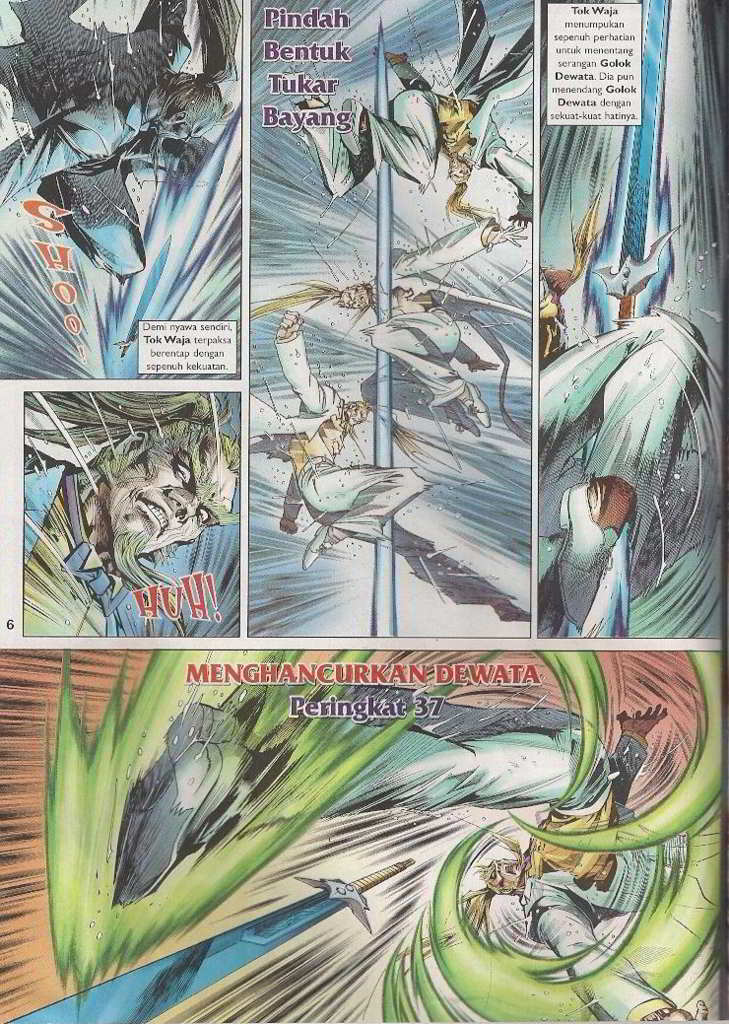 SHOO!
Demi nyawa sendiri,
Tok Waja terpaksa
berentap dengan
sepenuh kekuatan.
HUH!
Pindah
Bentuk
Tukar
Bayang
Tok Waja
menumpukan
sepenuh perhatian
untuk menentang
serangan Golok
Dewata. Dia pun
menendang Golok
Dewata dengan
sekuat-kuat hatinya.
MENGHANCURKAN DEWATA
Peringkat 37
6